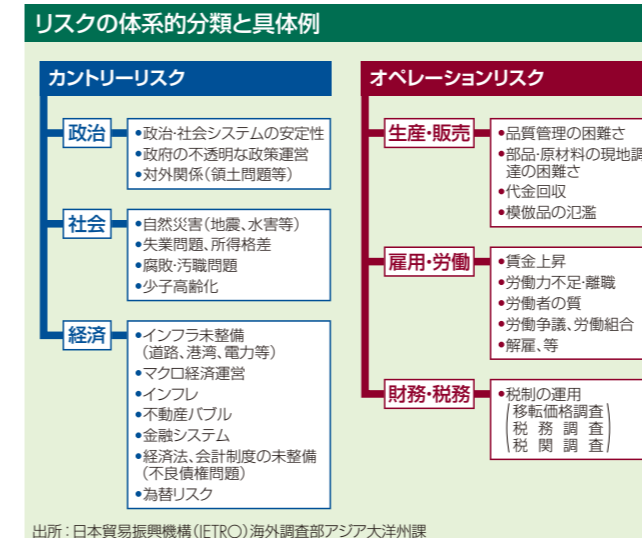 リスクの体系的分類と具体例
カントリーリスク
政治
•政治・社会システムの安定性
•政府の不透明な政策運営
•対外関係(領土問題等)
社会
•自然災害(地震、水害等)
•失業問題、所得格差
•腐敗・汚職問題
•少子高齢化
経済
•インフラ未整備
(道路、港湾、電力等)
•マクロ経済運営
•インフレ
•不動産バブル
•金融システム
•経済法、会計制度の未整備
(不良債権問題)
•為替リスク
オペレーションリスク
生産・販売
•品質管理の困難さ
•部品・原材料の現地調
達の困難さ
•代金回収
•模倣品の氾濫
雇用・労働
•賃金上昇
•労働力不足・離職
•労働者の質
•労働争議、労働組合
•解雇、等
財務・税務
•税制の運用
(移転価格調査
税務調査
税関調査)
出所:日本貿易振興機構(JETRO)海外調査部アジア大洋州課